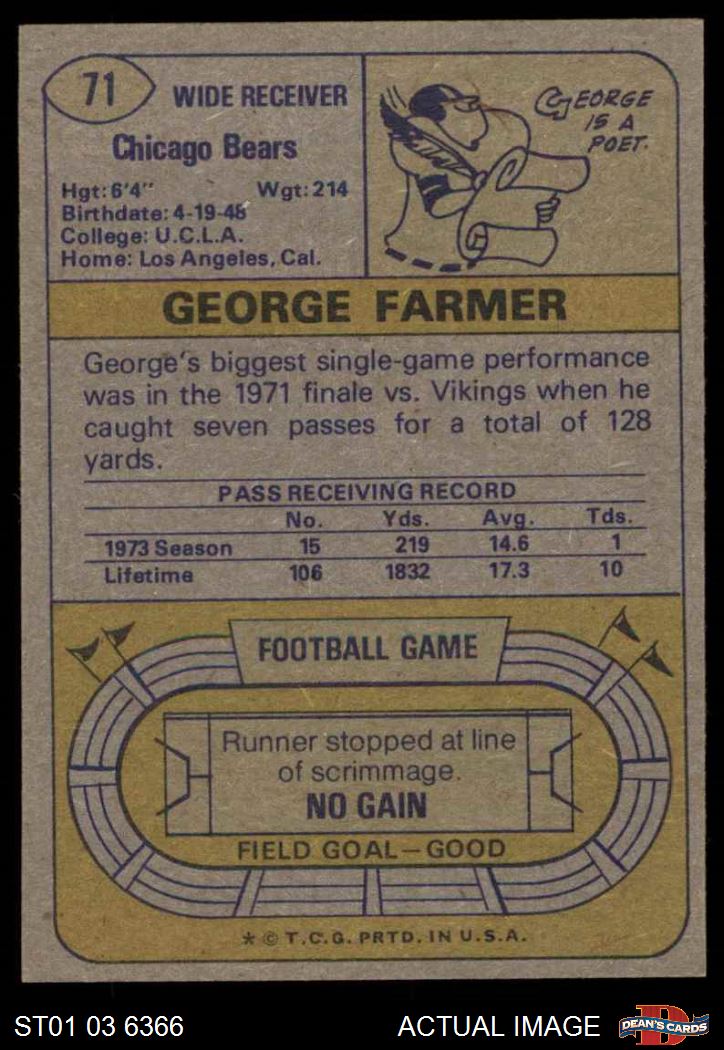 71
WIDE RECEIVER
Chicago Bears
Hgt: 6'4" Wgt: 214
Birthdate: 4-19-48
College: U.C.L.A.
Home: Los Angeles, Cal.
GEORGE
IS A
POET.
GEORGE FARMER
George's biggest single-game performance
was in the 1971 finale vs. Vikings when he
caught seven passes for a total of 128
yards.
PASS RECEIVING RECORD
No. Yds. Avg. Tds.
1973 Season 15 219 14.6 1
Lifetime 106 1832 17.3 10
FOOTBALL GAME
Runner stopped at line
of scrimmage.
NO GAIN
FIELD GOAL—GOOD
* © T.C.G. PRTD. IN U.S.A.
ST01 03 6366 ACTUAL IMAGE
D
DEAN'S CARDS